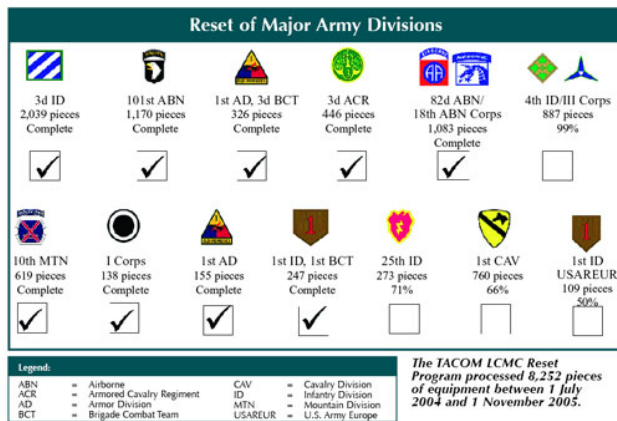 Reset of Major Army Divisions
3d ID
2,039 pieces
Complete
101st ABN
1,170 pieces
Complete
1st AD, 3d BCT
326 pieces
Complete
3d ACR
446 pieces
Complete
82d ABN/
18th ABN Corps
1,083 pieces
Complete
4th ID/III Corps
887 pieces
99%
10th MTN
619 pieces
Complete
I Corps
138 pieces
Complete
1st AD
155 pieces
Complete
1st ID, 1st BCT
247 pieces
Complete
25th ID
273 pieces
71%
1st CAV
760 pieces
66%
1st ID
USAREUR
109 pieces
50%
Legend:
ABN = Airborne
ACR = Armored Cavalry Regiment
AD = Armor Division
BCT = Brigade Combat Team
CAV = Cavalry Division
ID = Infantry Division
MTN = Mountain Division
USAREUR = U.S. Army Europe
The TACOM LCMC Reset
Program processed 8,252 pieces
of equipment between 1 July
2004 and 1 November 2005.